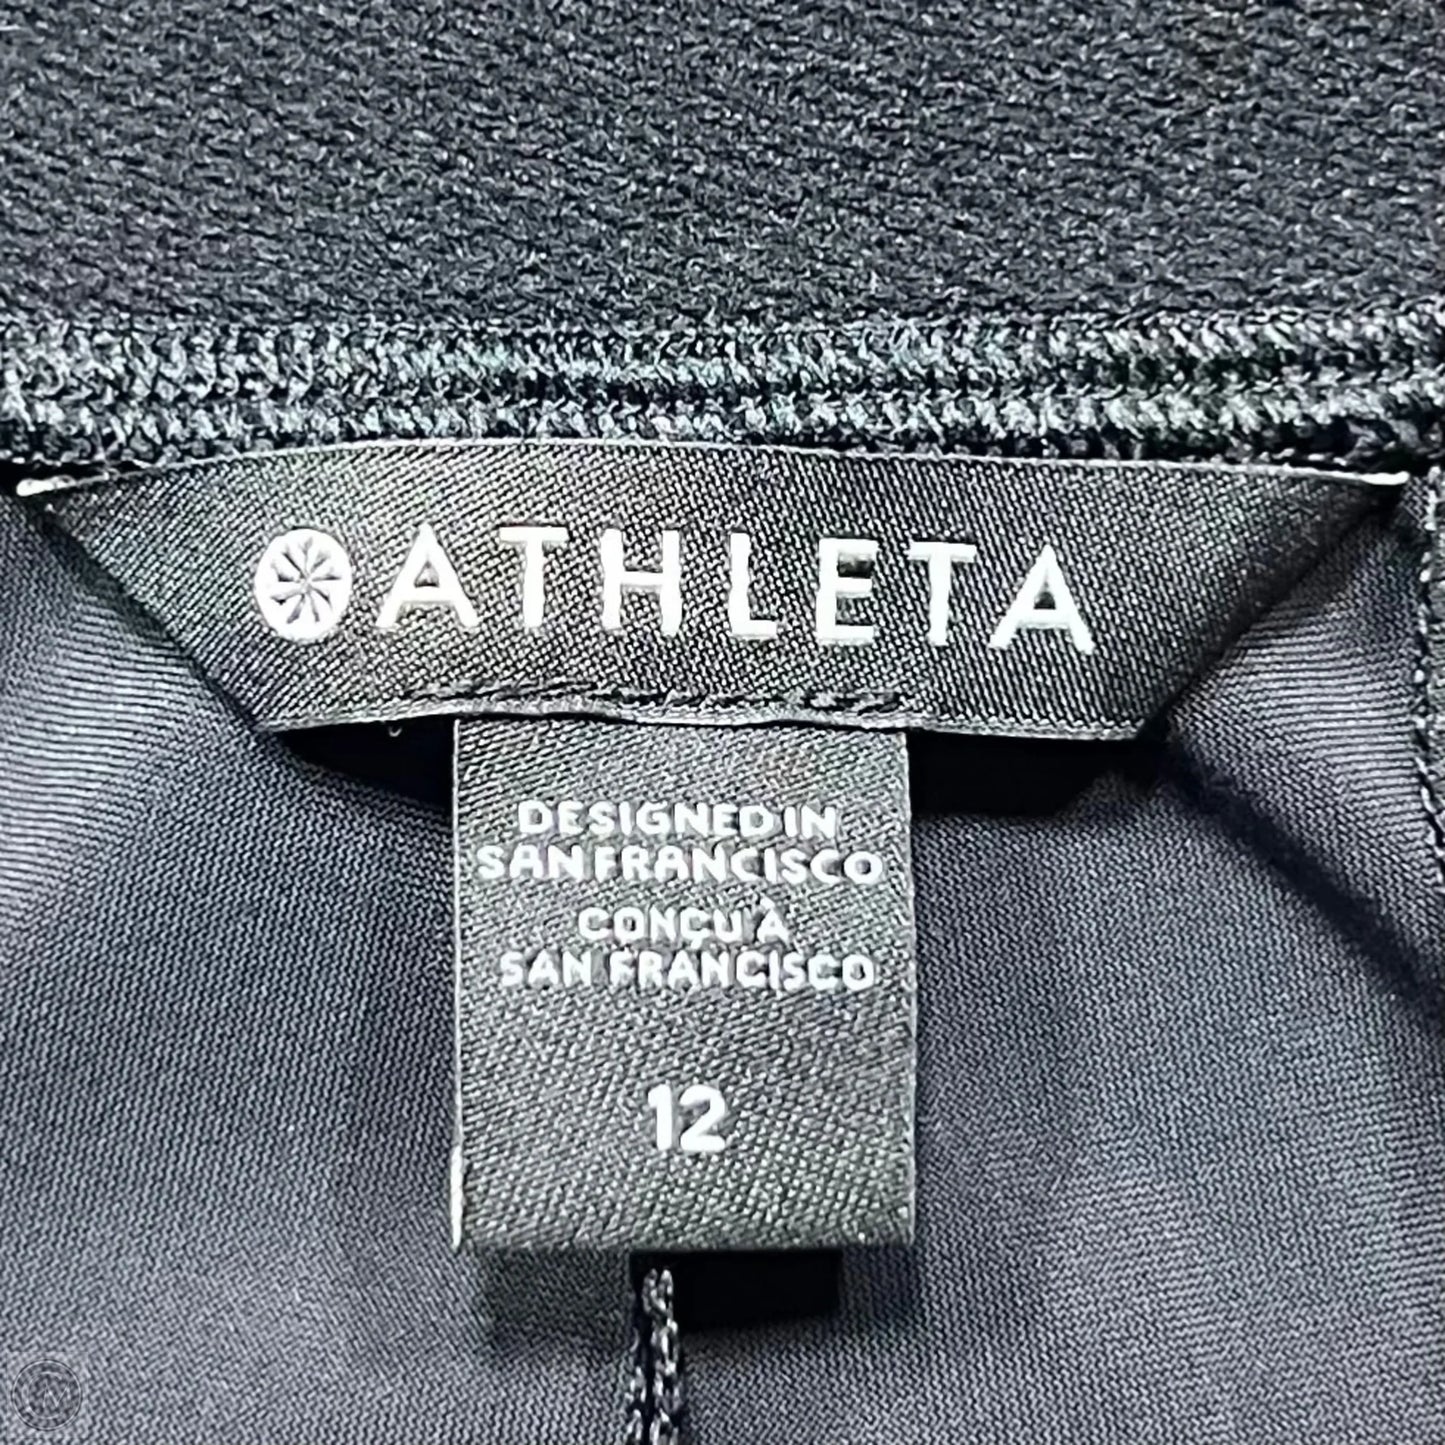 ATHLETA
DESIGNED IN
SAN FRANCISCO
CONÇU À
SAN FRANCISCO
12